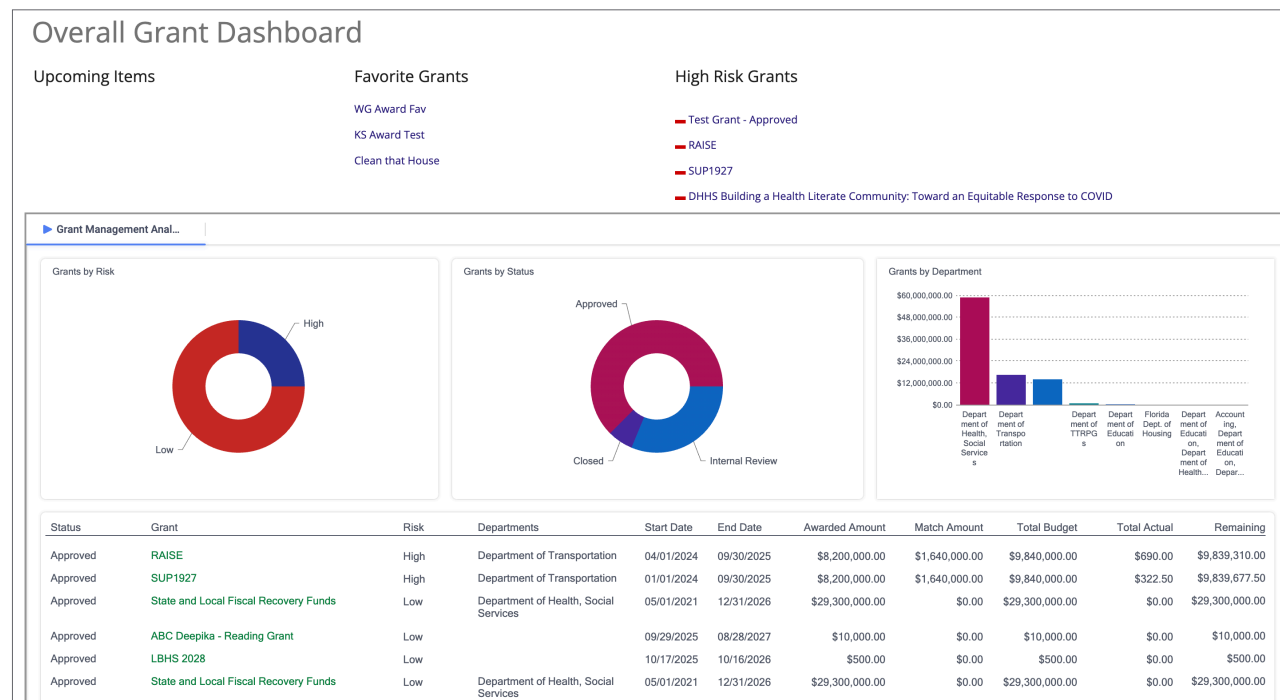 Overall Grant Dashboard
Upcoming Items
Favorite Grants
WG Award Fav
KS Award Test
Clean that House
High Risk Grants
Test Grant - Approved
RAISE
SUP1927
DHHS Building a Health Literate Community: Toward an Equitable Response to COVID
Grant Management Anal...
Grants by Risk
High
Low
Grants by Status
Approved
Closed
Internal Review
Grants by Department
$60,000,000.00
$48,000,000.00
$36,000,000.00
$24,000,000.00
$12,000,000.00
$0.00
Depart
ment of
Health,
Social
Service
s
Depart
ment of
Transpo
rtation
Depart
ment of
TTRPG
s
Depart
ment of
Educati
on
Florida
Dept. of
Housing
Depart
ment of
Educati
on,
Depart
ment of
Health...
Account
ing,
Depart
ment of
Educati
on,
Depar...
Status Grant Risk Departments Start Date End Date Awarded Amount Match Amount Total Budget Total Actual Remaining
Approved RAISE High Department of Transportation 04/01/2024 09/30/2025 $8,200,000.00 $1,640,000.00 $9,840,000.00 $690.00 $9,839,310.00
Approved SUP1927 High Department of Transportation 01/01/2024 09/30/2025 $8,200,000.00 $1,640,000.00 $9,840,000.00 $322.50 $9,839,677.50
Approved State and Local Fiscal Recovery Funds Low Department of Health, Social 05/01/2021 12/31/2026 $29,300,000.00 $0.00 $29,300,000.00 $0.00 $29,300,000.00
Services
Approved ABC Deepika - Reading Grant Low 09/29/2025 08/28/2027 $10,000.00 $0.00 $10,000.00 $0.00 $10,000.00
Approved LBHS 2028 Low 10/17/2025 10/16/2026 $500.00 $0.00 $500.00 $0.00 $500.00
Approved State and Local Fiscal Recovery Funds Low Department of Health, Social 05/01/2021 12/31/2026 $29,300,000.00 $0.00 $29,300,000.00 $0.00 $29,300,000.00
Services